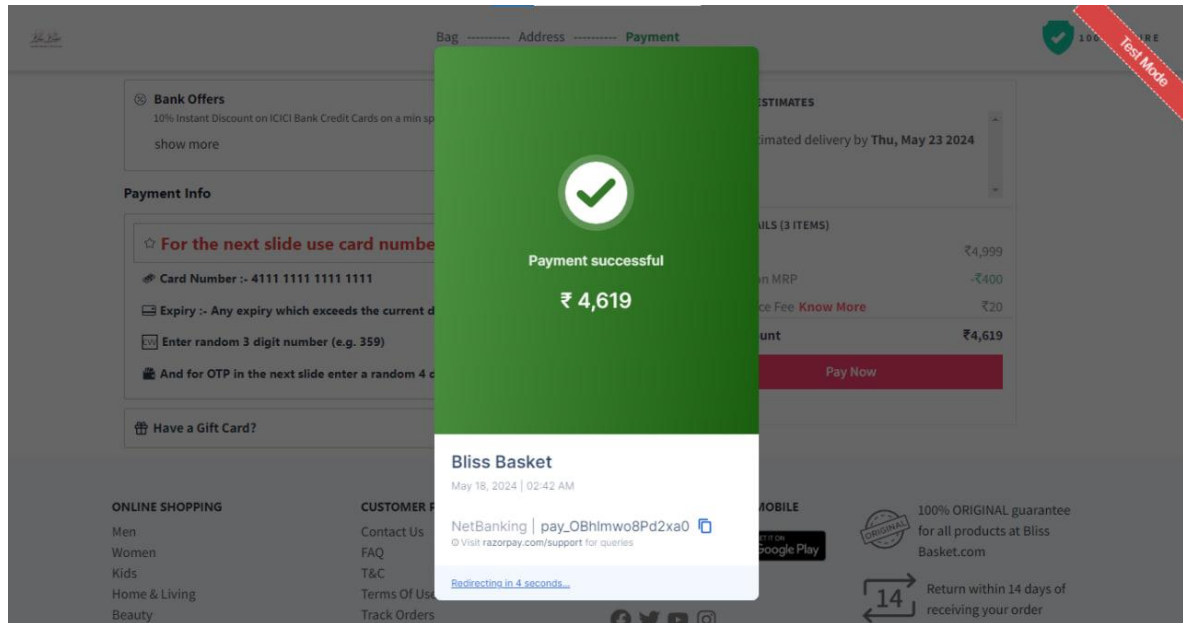 Bag ---------- Address ---------- Payment
Test Mode
Bank Offers
10% Instant Discount on ICICI Bank Credit Cards on a min sp
show more
Payment Info
For the next slide use card numbe
Card Number :- 4111 1111 1111 1111
Expiry :- Any expiry which exceeds the current d
CVV Enter random 3 digit number (e.g. 359)
And for OTP in the next slide enter a random 4 d
Have a Gift Card?
Payment successful
₹ 4,619
Bliss Basket
May 18, 2024 | 02:42 AM
NetBanking | pay_OBhlmwo8Pd2xa0
Visit razorpay.com/support for queries
Redirecting in 4 seconds...
ESTIMATES
timated delivery by Thu, May 23 2024
AILS (3 ITEMS)
₹4,999
on MRP -₹400
ce Fee Know More ₹20
unt ₹4,619
Pay Now
ONLINE SHOPPING
Men
Women
Kids
Home & Living
Beauty
CUSTOMER P
Contact Us
FAQ
T&C
Terms Of Use
Track Orders
MOBILE
GET IT ON
Google Play
ORIGINAL
100% ORIGINAL guarantee
for all products at Bliss
Basket.com
14
Return within 14 days of
receiving your order